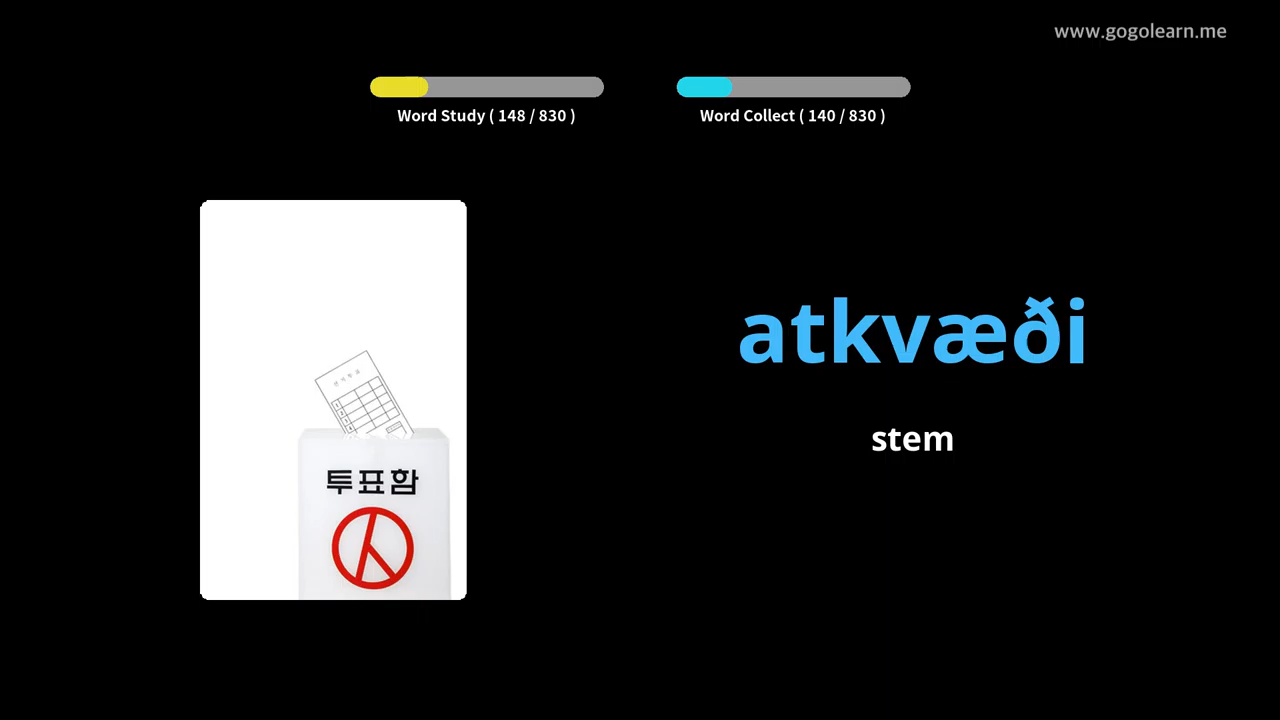 www.gogolearn.me
Word Study ( 148 / 830 )
Word Collect ( 140 / 830 )
atkvæði
stem
투표함